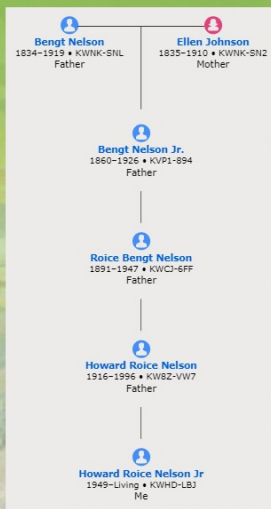 Bengt Nelson
1834–1919 • KWNK-SNL
Father
Ellen Johnson
1835–1910 • KWNK-SN2
Mother
Bengt Nelson Jr.
1860–1926 • KVP1-894
Father
Roice Bengt Nelson
1891–1947 • KWCJ-6FF
Father
Howard Roice Nelson
1916–1996 • KW8Z-VW7
Father
Howard Roice Nelson Jr
1949–Living • KWHD-LBJ
Me